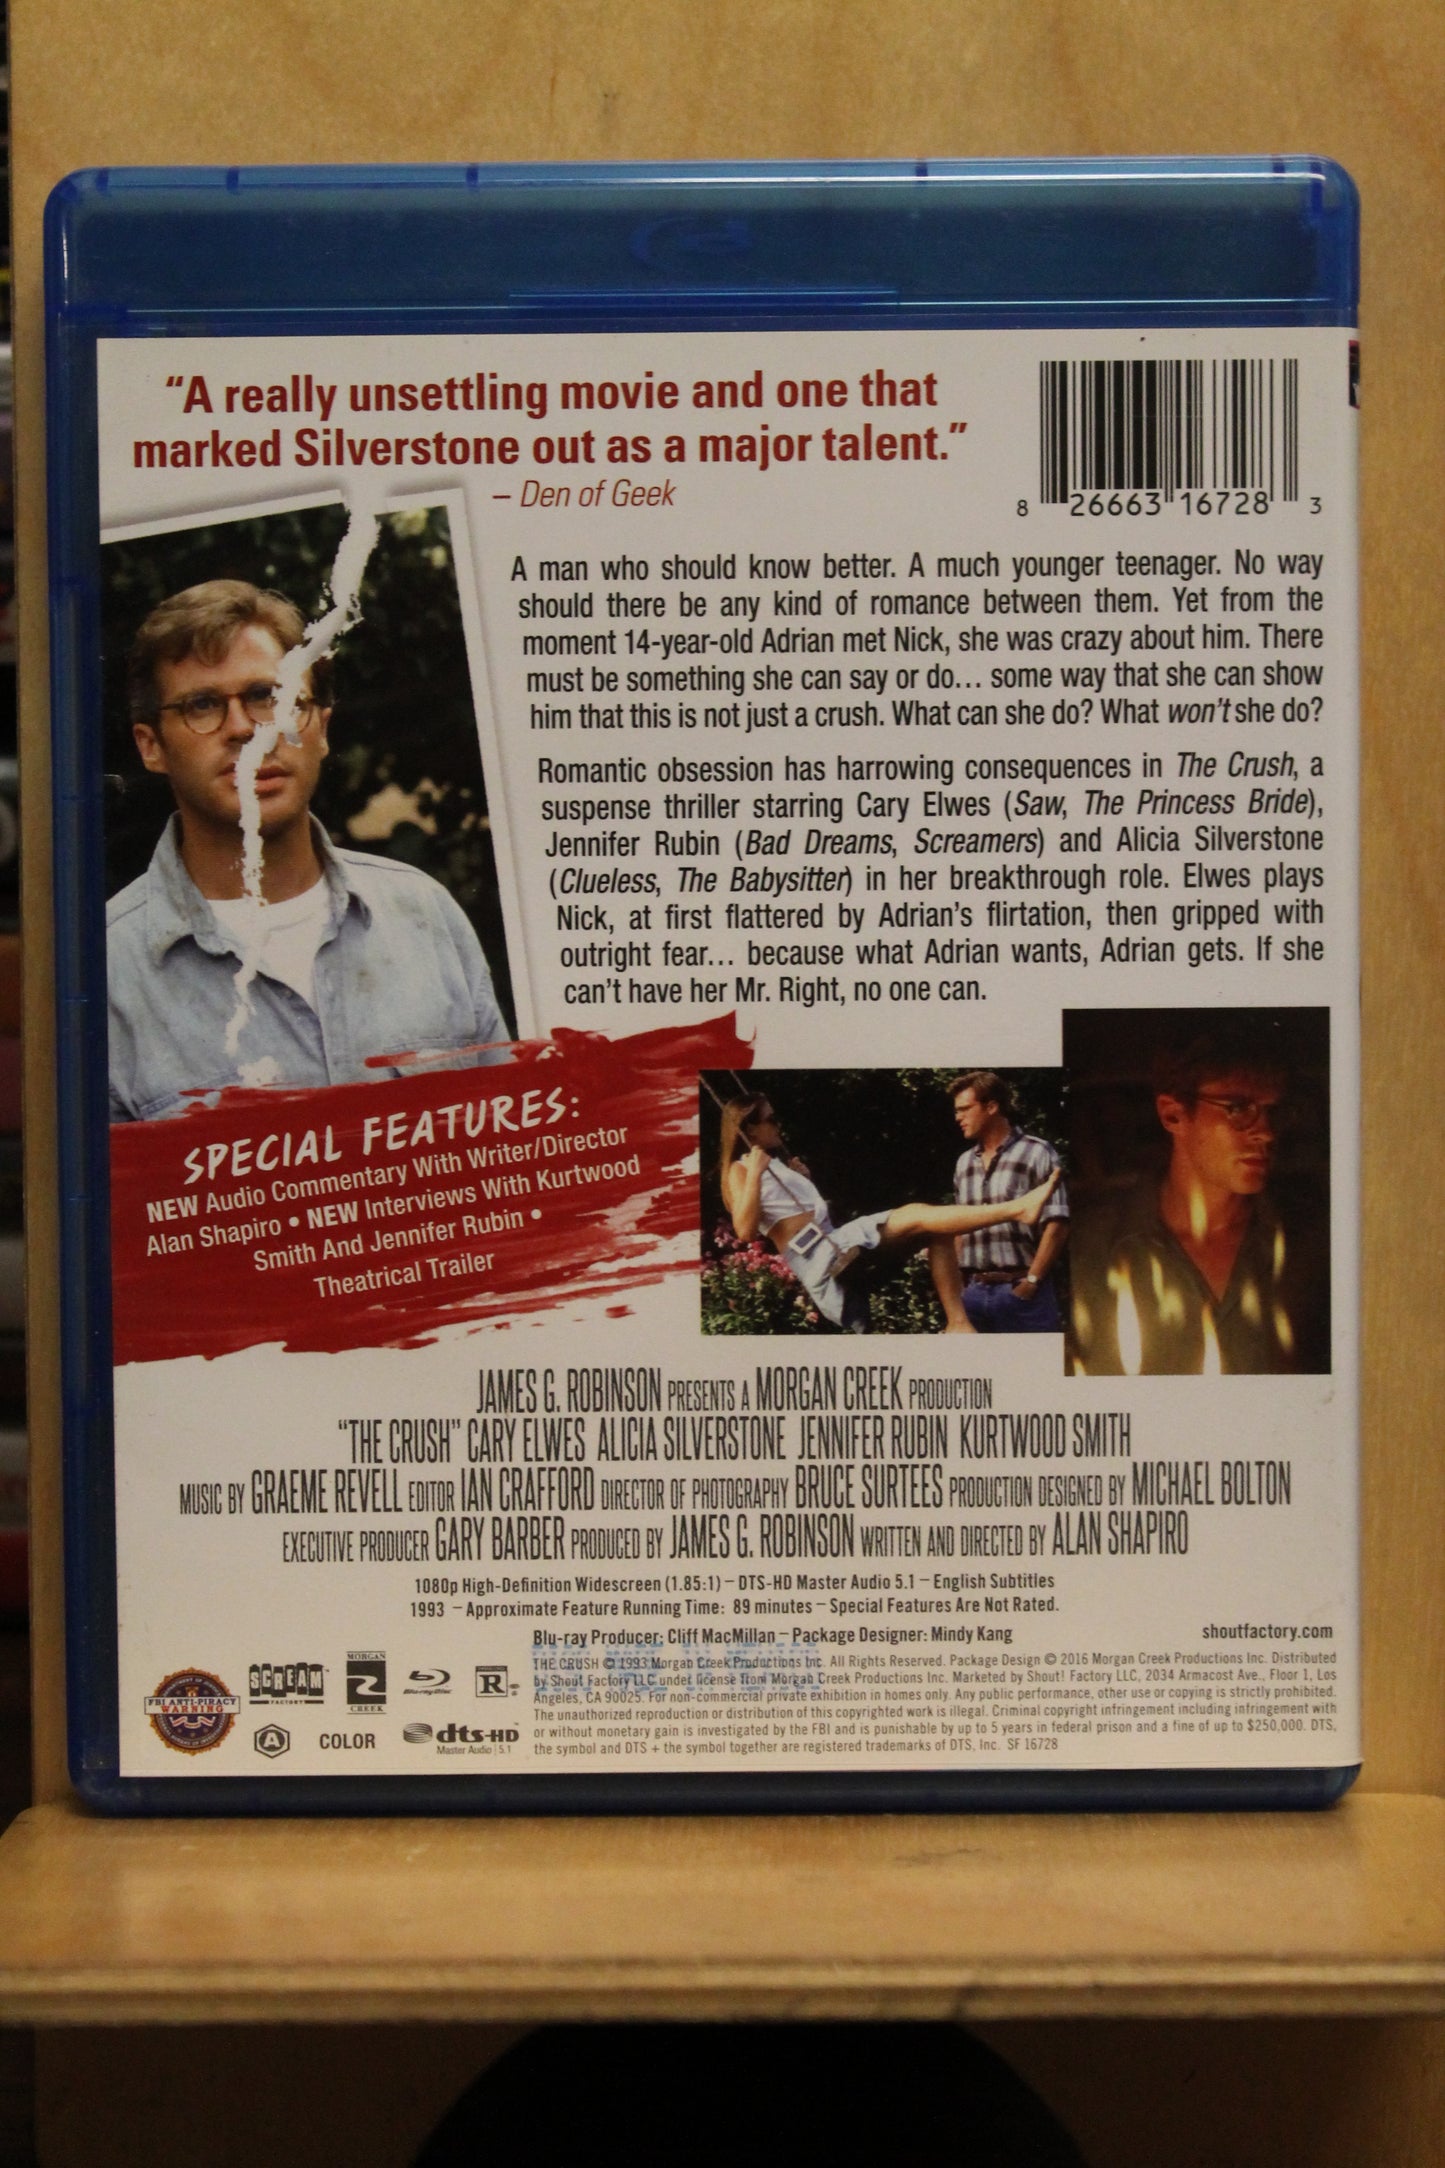 “A really unsettling movie and one that
marked Silverstone out as a major talent.”
– Den of Geek
8 26663 16728 3
A man who should know better. A much younger teenager. No way
should there be any kind of romance between them. Yet from the
moment 14-year-old Adrian met Nick, she was crazy about him. There
must be something she can say or do… some way that she can show
him that this is not just a crush. What can she do? What won’t she do?
Romantic obsession has harrowing consequences in The Crush, a
suspense thriller starring Cary Elwes (Saw, The Princess Bride),
Jennifer Rubin (Bad Dreams, Screamers) and Alicia Silverstone
(Clueless, The Babysitter) in her breakthrough role. Elwes plays
Nick, at first flattered by Adrian’s flirtation, then gripped with
outright fear… because what Adrian wants, Adrian gets. If she
can’t have her Mr. Right, no one can.
SPECIAL FEATURES:
NEW Audio Commentary With Writer/Director
Alan Shapiro • NEW Interviews With Kurtwood
Smith And Jennifer Rubin •
Theatrical Trailer
JAMES G. ROBINSON PRESENTS A MORGAN CREEK PRODUCTION
“THE CRUSH” CARY ELWES ALICIA SILVERSTONE JENNIFER RUBIN KURTWOOD SMITH
MUSIC BY GRAEME REVELL EDITOR IAN CRAFFORD DIRECTOR OF PHOTOGRAPHY BRUCE SURTEES PRODUCTION DESIGNED BY MICHAEL BOLTON
EXECUTIVE PRODUCER GARY BARBER PRODUCED BY JAMES G. ROBINSON WRITTEN AND DIRECTED BY ALAN SHAPIRO
1080p High-Definition Widescreen (1.85:1) – DTS-HD Master Audio 5.1 – English Subtitles
1993 – Approximate Feature Running Time: 89 minutes – Special Features Are Not Rated.
Blu-ray Producer: Cliff MacMillan – Package Designer: Mindy Kang
shoutfactory.com
THE CRUSH © 1993 Morgan Creek Productions Inc. All Rights Reserved. Package Design © 2016 Morgan Creek Productions Inc. Distributed
by Shout Factory LLC under license from Morgan Creek Productions Inc. Marketed by Shout! Factory LLC, 2034 Armacost Ave., Floor 1, Los
Angeles, CA 90025. For non-commercial private exhibition in homes only. Any public performance, other use or copying is strictly prohibited.
The unauthorized reproduction or distribution of this copyrighted work is illegal. Criminal copyright infringement including infringement with
or without monetary gain is investigated by the FBI and is punishable by up to 5 years in federal prison and a fine of up to $250,000. DTS,
the symbol and DTS + the symbol together are registered trademarks of DTS, Inc. SF 16728
FBI ANTI-PIRACY
WARNING
SCREAM
FACTORY
MORGAN
CREEK
Blu-ray Disc
R
A
COLOR
dts-HD
Master Audio | 5.1